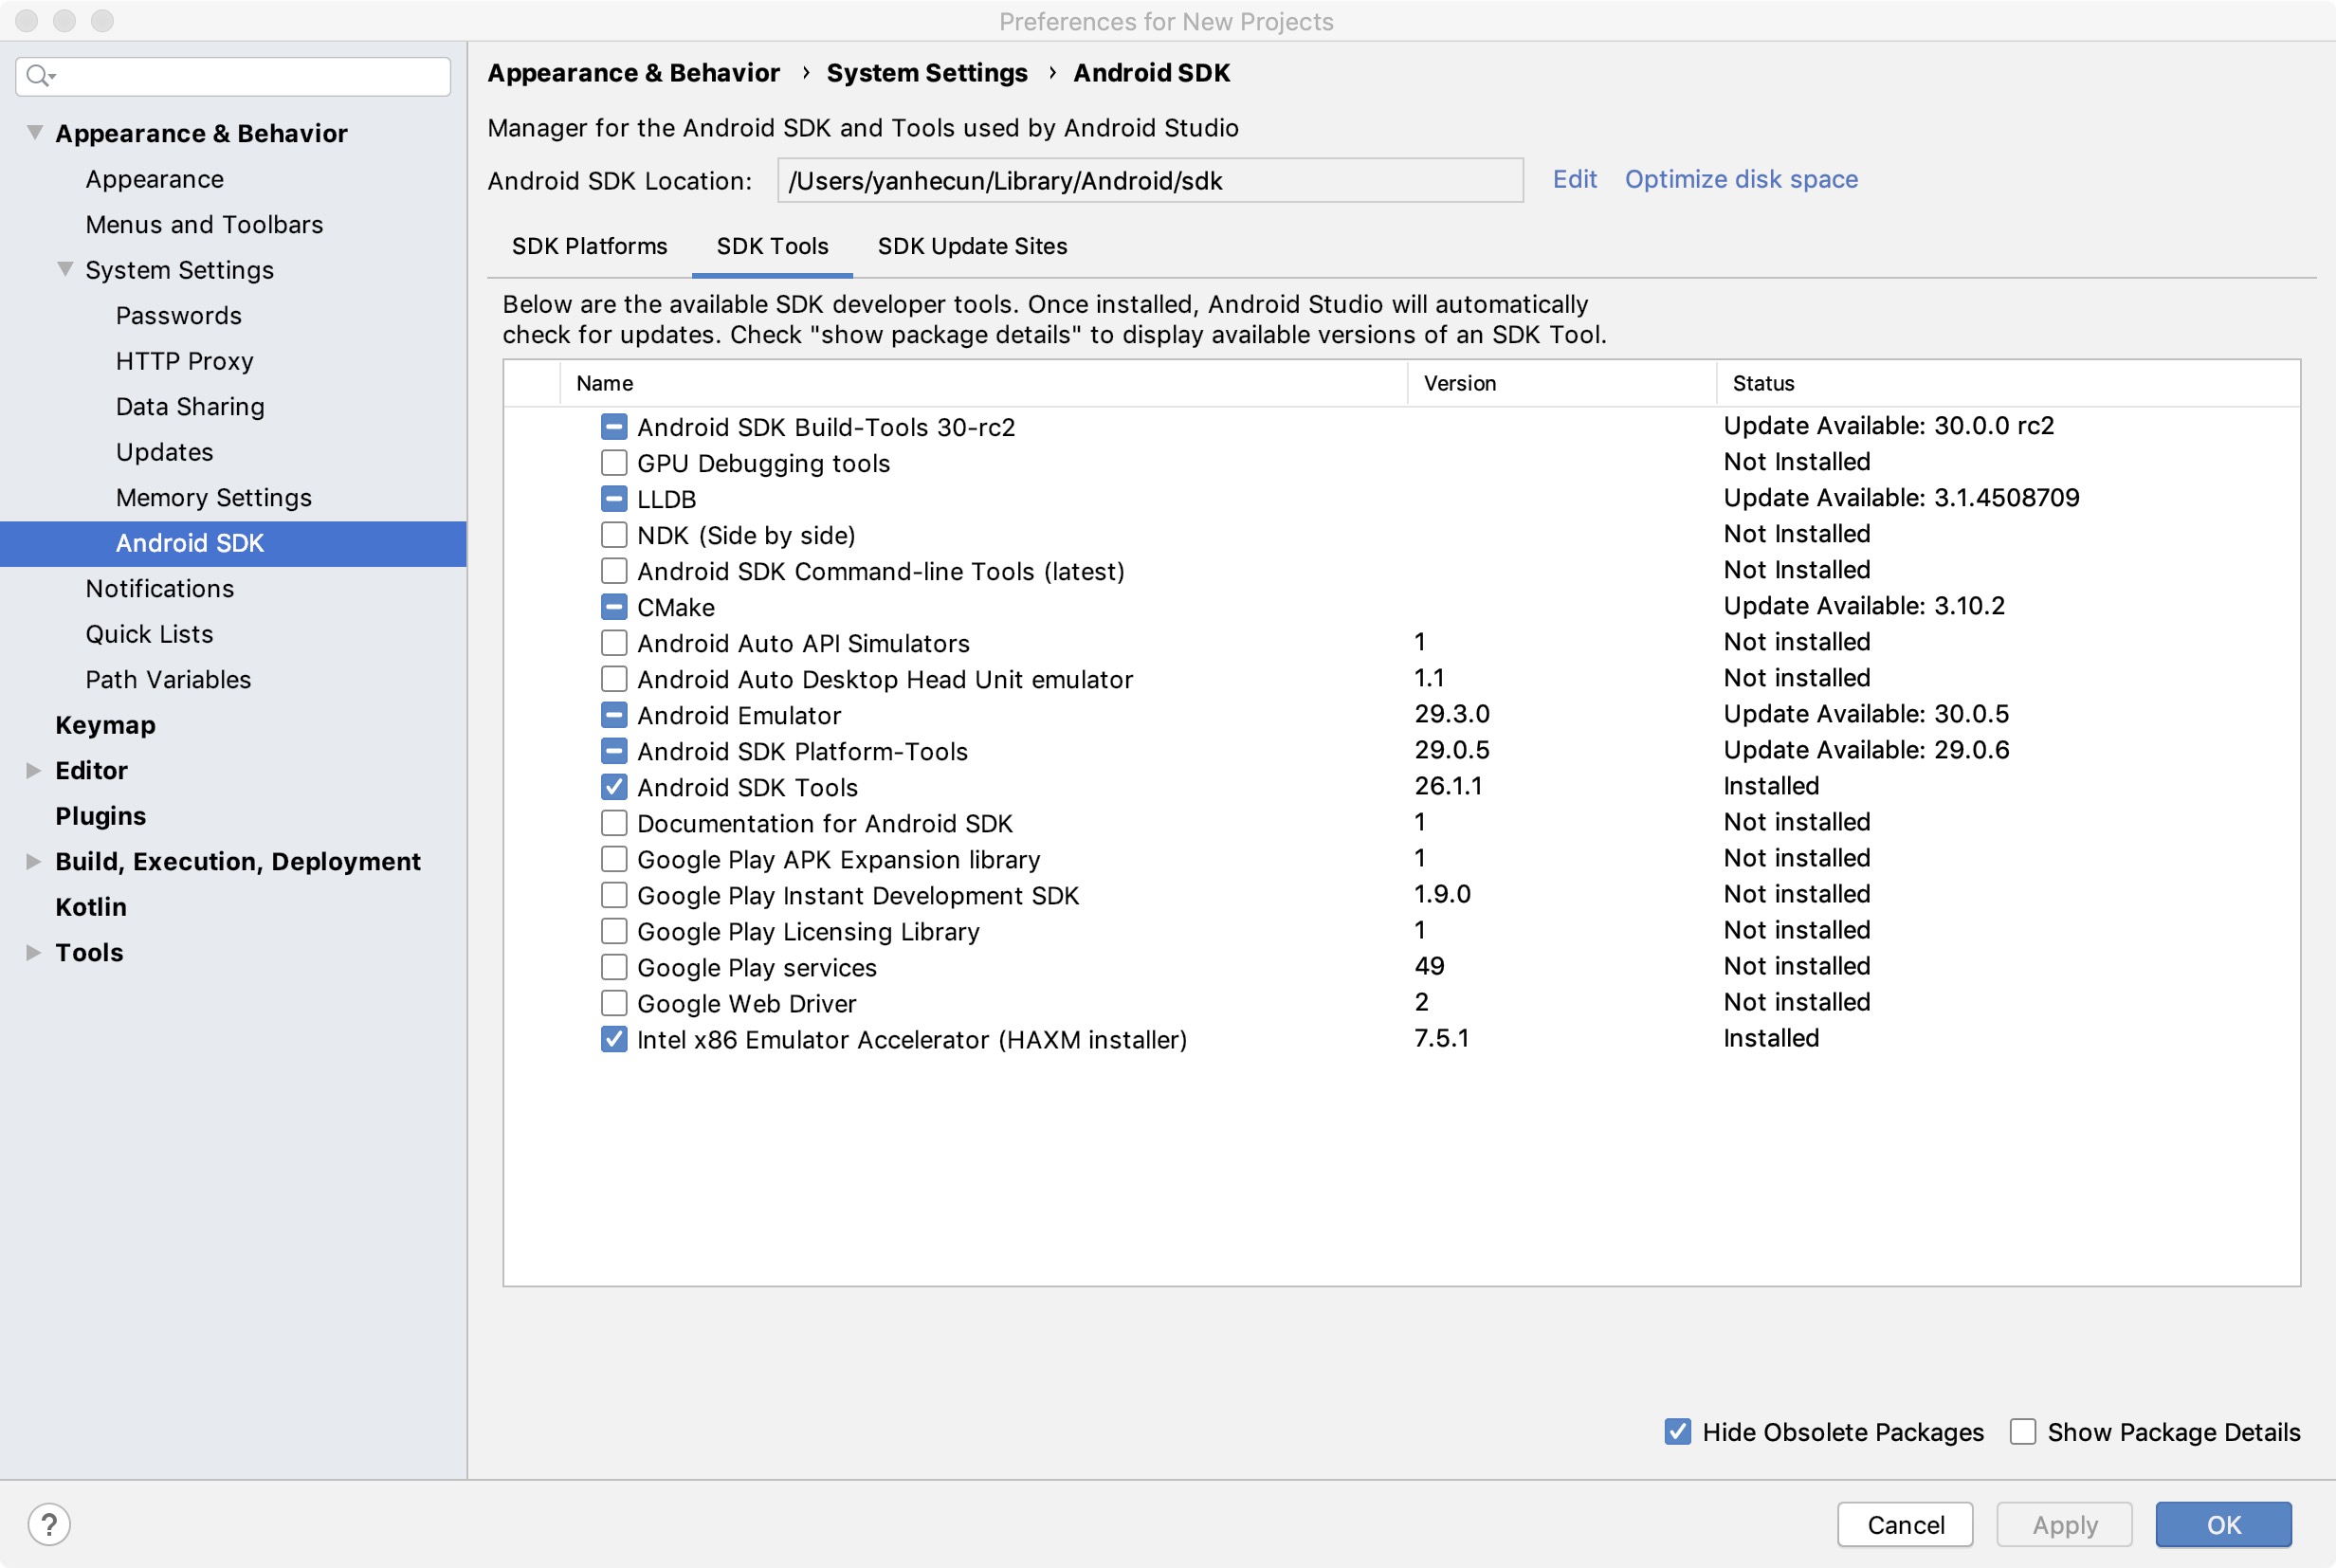 Preferences for New Projects
Appearance & Behavior
Appearance
Menus and Toolbars
System Settings
Passwords
HTTP Proxy
Data Sharing
Updates
Memory Settings
Android SDK
Notifications
Quick Lists
Path Variables
Keymap
Editor
Plugins
Build, Execution, Deployment
Kotlin
Tools
Appearance & Behavior › System Settings › Android SDK
Manager for the Android SDK and Tools used by Android Studio
Android SDK Location: /Users/yanhecun/Library/Android/sdk Edit Optimize disk space
SDK Platforms SDK Tools SDK Update Sites
Below are the available SDK developer tools. Once installed, Android Studio will automatically
check for updates. Check "show package details" to display available versions of an SDK Tool.
Name Version Status
Android SDK Build-Tools 30-rc2 Update Available: 30.0.0 rc2
GPU Debugging tools Not Installed
LLDB Update Available: 3.1.4508709
NDK (Side by side) Not Installed
Android SDK Command-line Tools (latest) Not Installed
CMake Update Available: 3.10.2
Android Auto API Simulators 1 Not installed
Android Auto Desktop Head Unit emulator 1.1 Not installed
Android Emulator 29.3.0 Update Available: 30.0.5
Android SDK Platform-Tools 29.0.5 Update Available: 29.0.6
Android SDK Tools 26.1.1 Installed
Documentation for Android SDK 1 Not installed
Google Play APK Expansion library 1 Not installed
Google Play Instant Development SDK 1.9.0 Not installed
Google Play Licensing Library 1 Not installed
Google Play services 49 Not installed
Google Web Driver 2 Not installed
Intel x86 Emulator Accelerator (HAXM installer) 7.5.1 Installed
Hide Obsolete Packages Show Package Details
? Cancel Apply OK